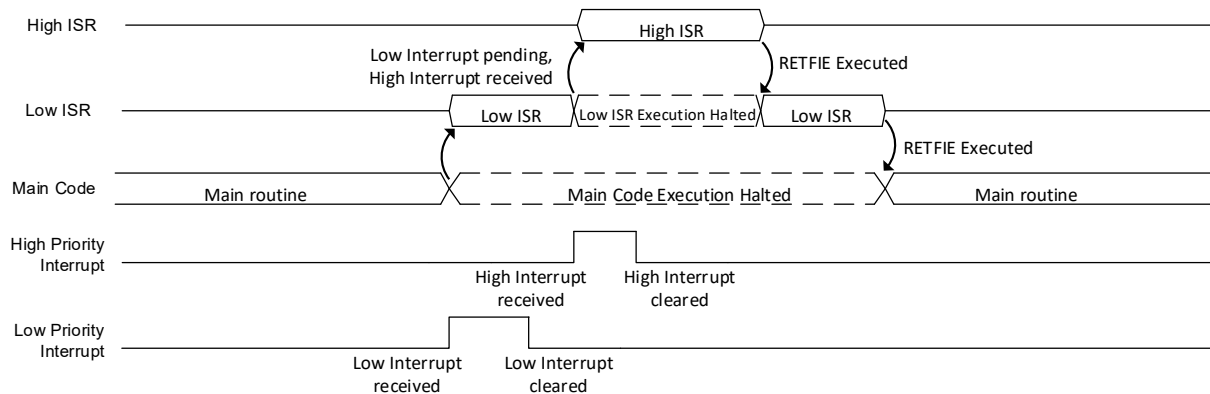 High ISR
High ISR
Low Interrupt pending,
High Interrupt received
RETFIE Executed
Low ISR
Low ISR
Low ISR Execution Halted
Low ISR
RETFIE Executed
Main Code
Main routine
Main Code Execution Halted
Main routine
High Priority
Interrupt
High Interrupt
received
High Interrupt
cleared
Low Priority
Interrupt
Low Interrupt
received
Low Interrupt
cleared